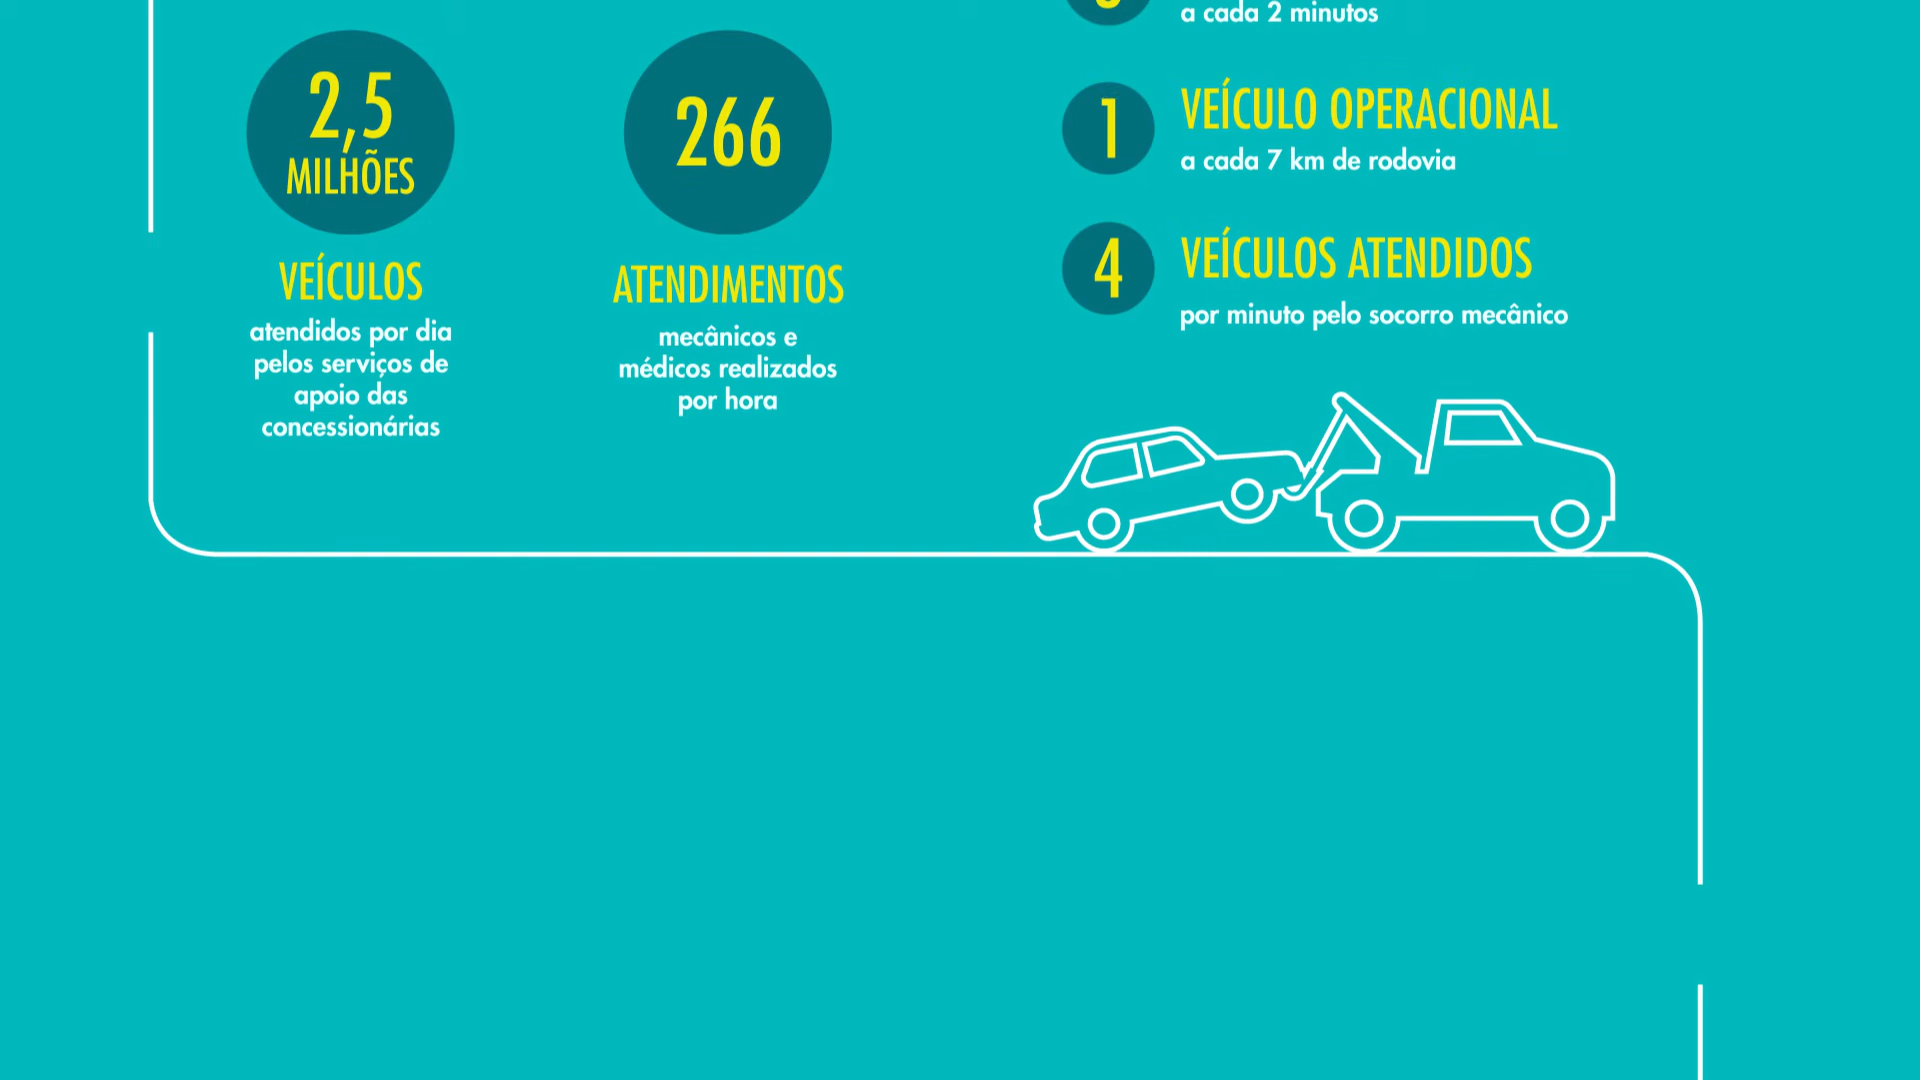 2,5
MILHÕES
VEÍCULOS
atendidos por dia
pelos serviços de
apoio das
concessionárias
266
ATENDIMENTOS
mecânicos e
médicos realizados
por hora
a cada 2 minutos
1
VEÍCULO OPERACIONAL
a cada 7 km de rodovia
4
VEÍCULOS ATENDIDOS
por minuto pelo socorro mecânico